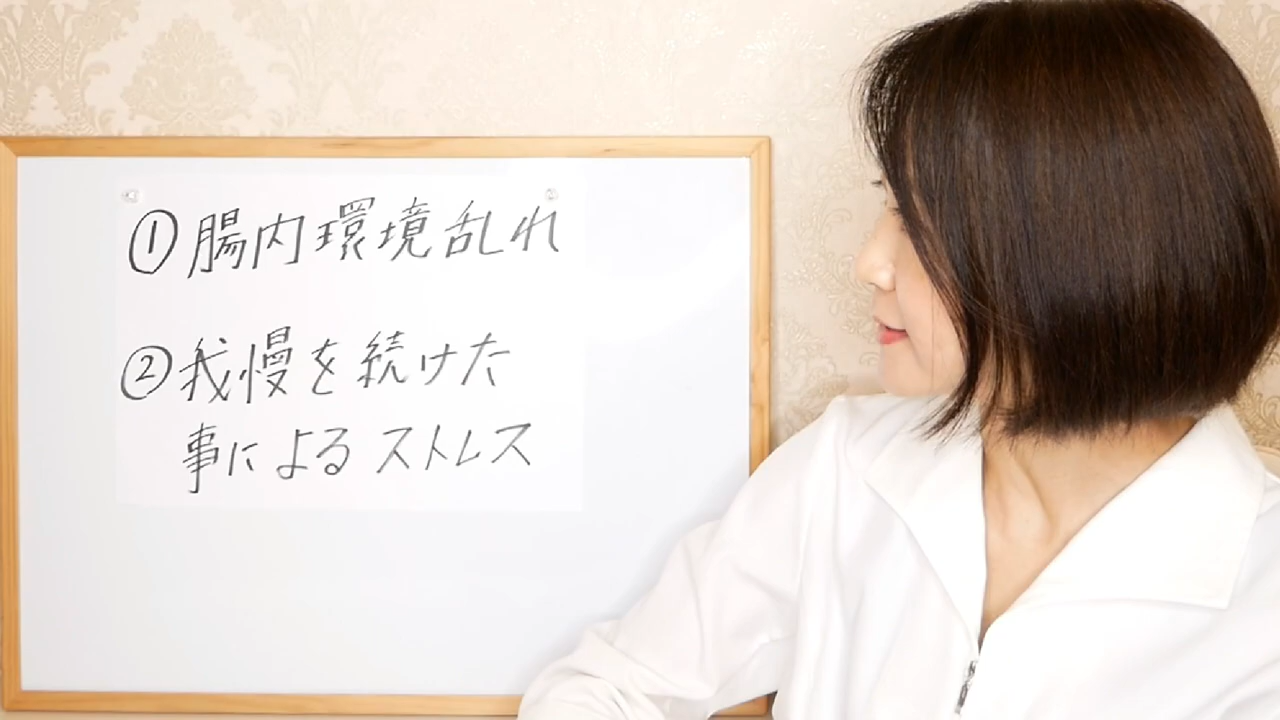 ①腸内環境乱れ
②我慢を続けた
事によるストレス